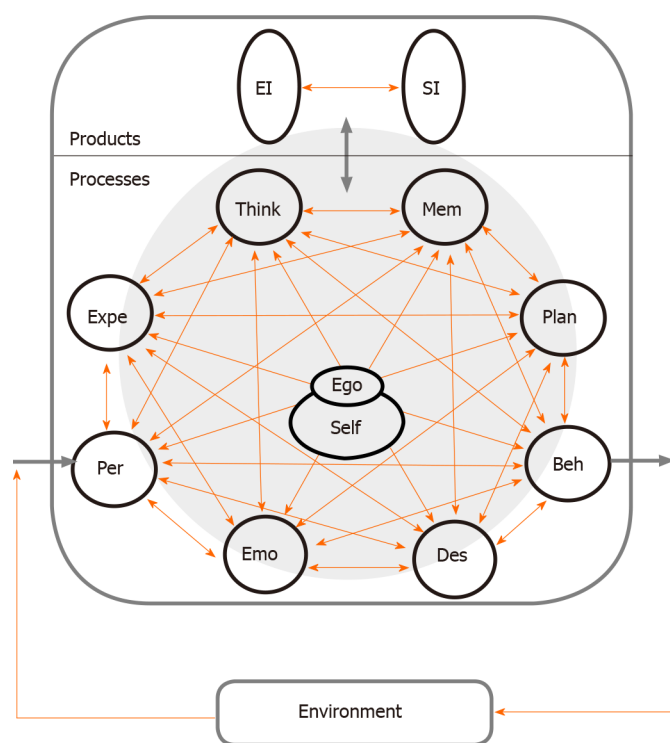 EI
SI
Products
Processes
Think
Mem
Expe
Plan
Ego
Self
Per
Beh
Emo
Des
Environment